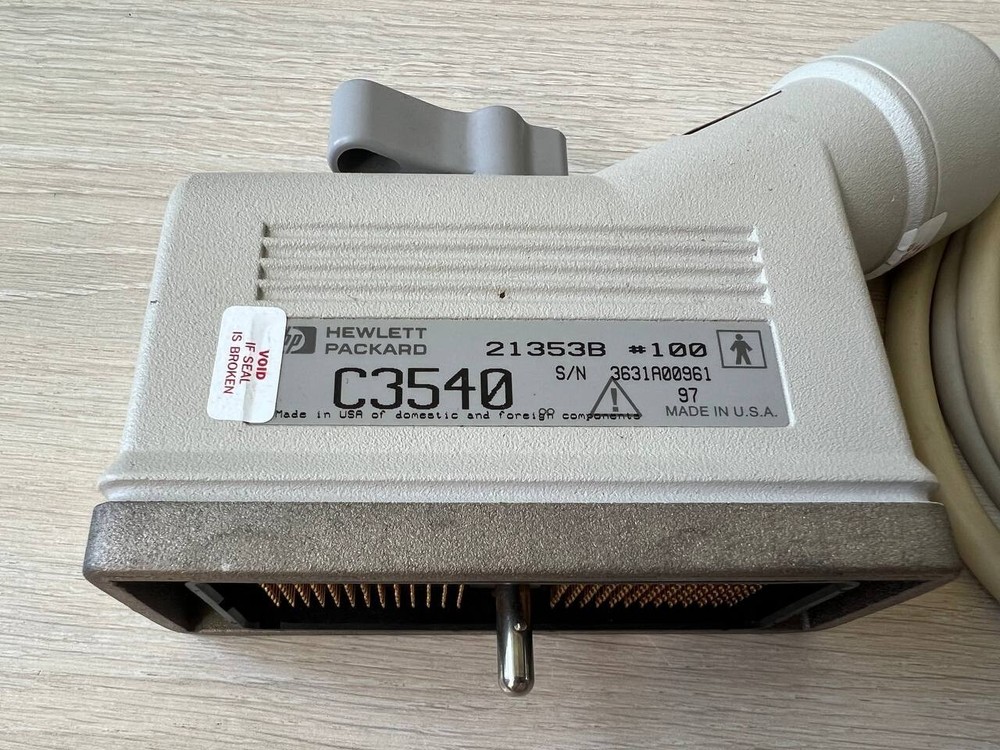 hp HEWLETT
PACKARD
21353B #100
C3540
S/N 3631A00961
97
Made in USA of domestic and foreign components
MADE IN U.S.A.
VOID
IF SEAL
IS BROKEN